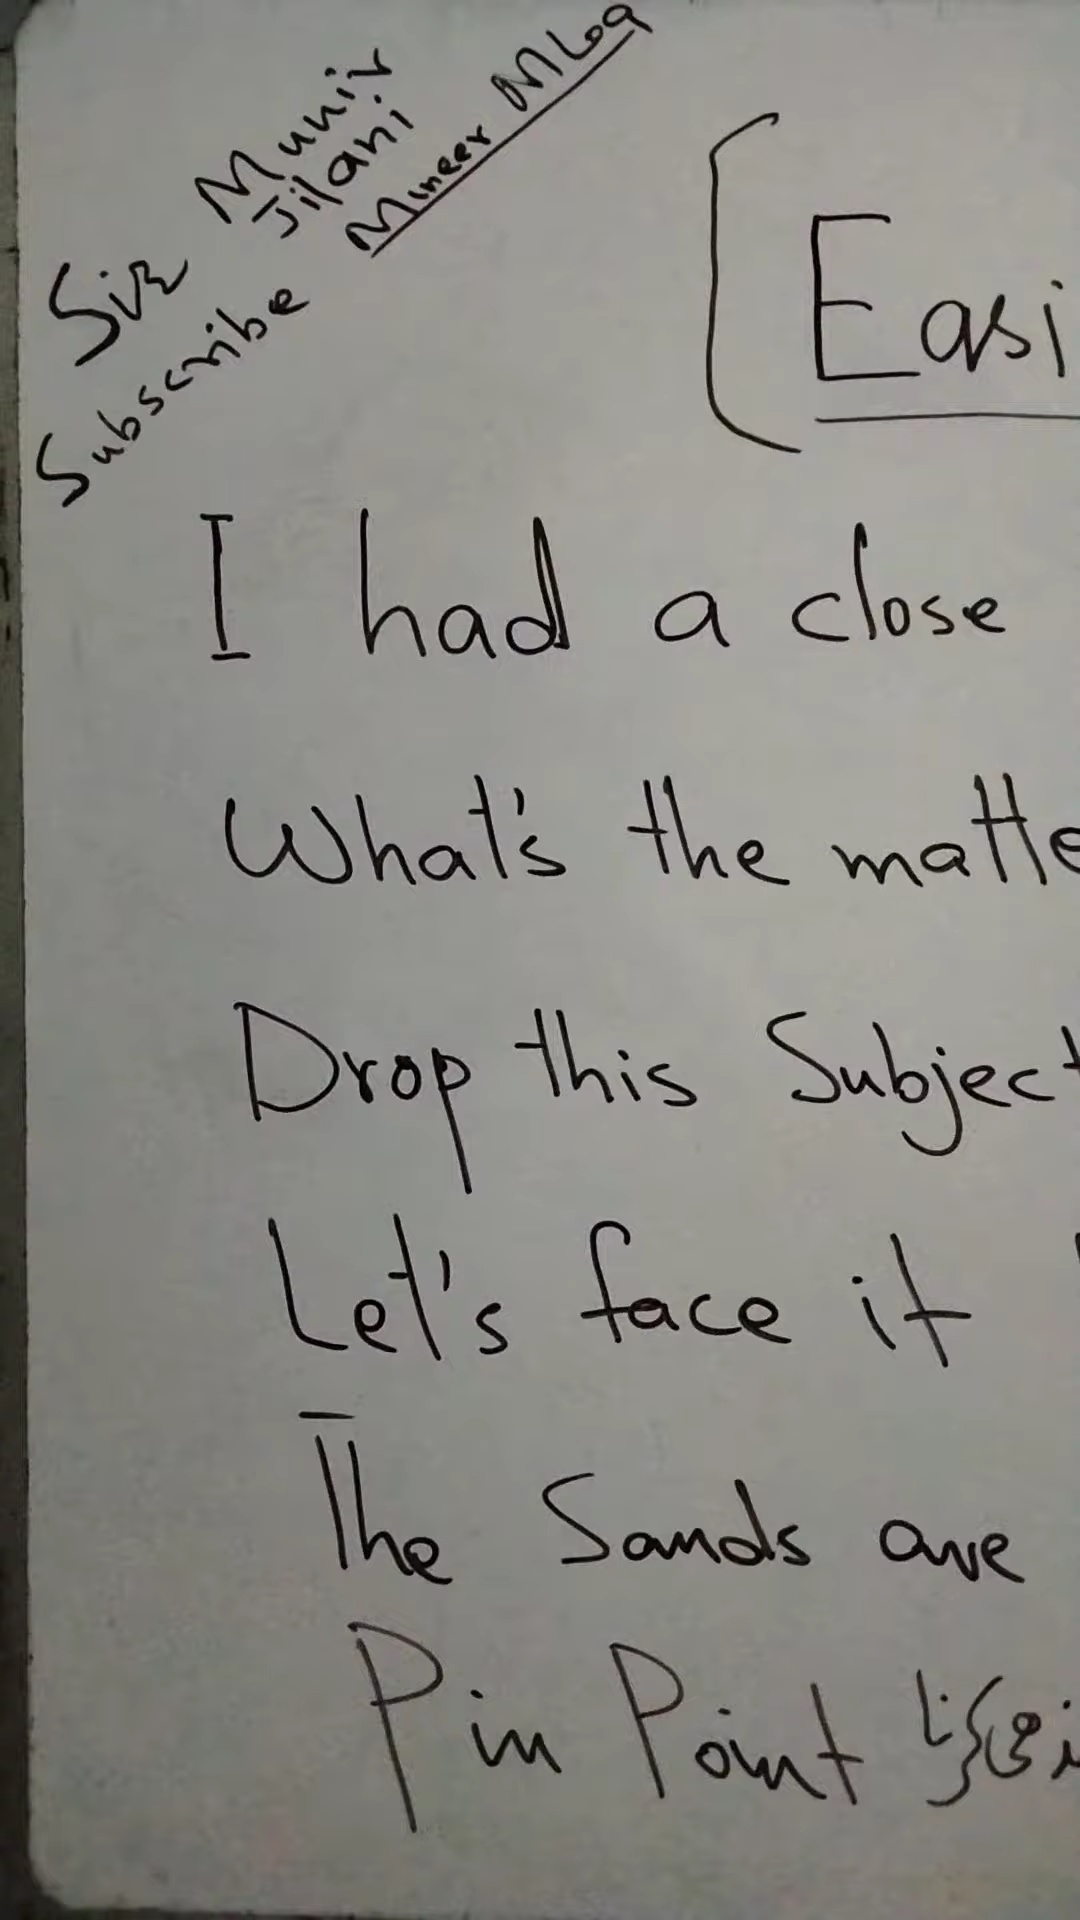 Sir Munir
Jilani
Subscribe Muneer Mlog
Easi
I had a close
What's the matte
Drop this Subject
Let's face it
The Sands are
Pin Point